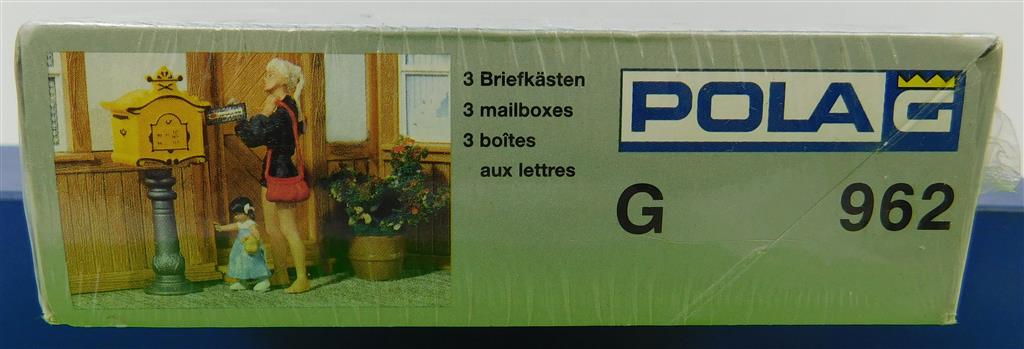 3 Briefkästen
3 mailboxes
3 boîtes
aux lettres
POLA G
G 962